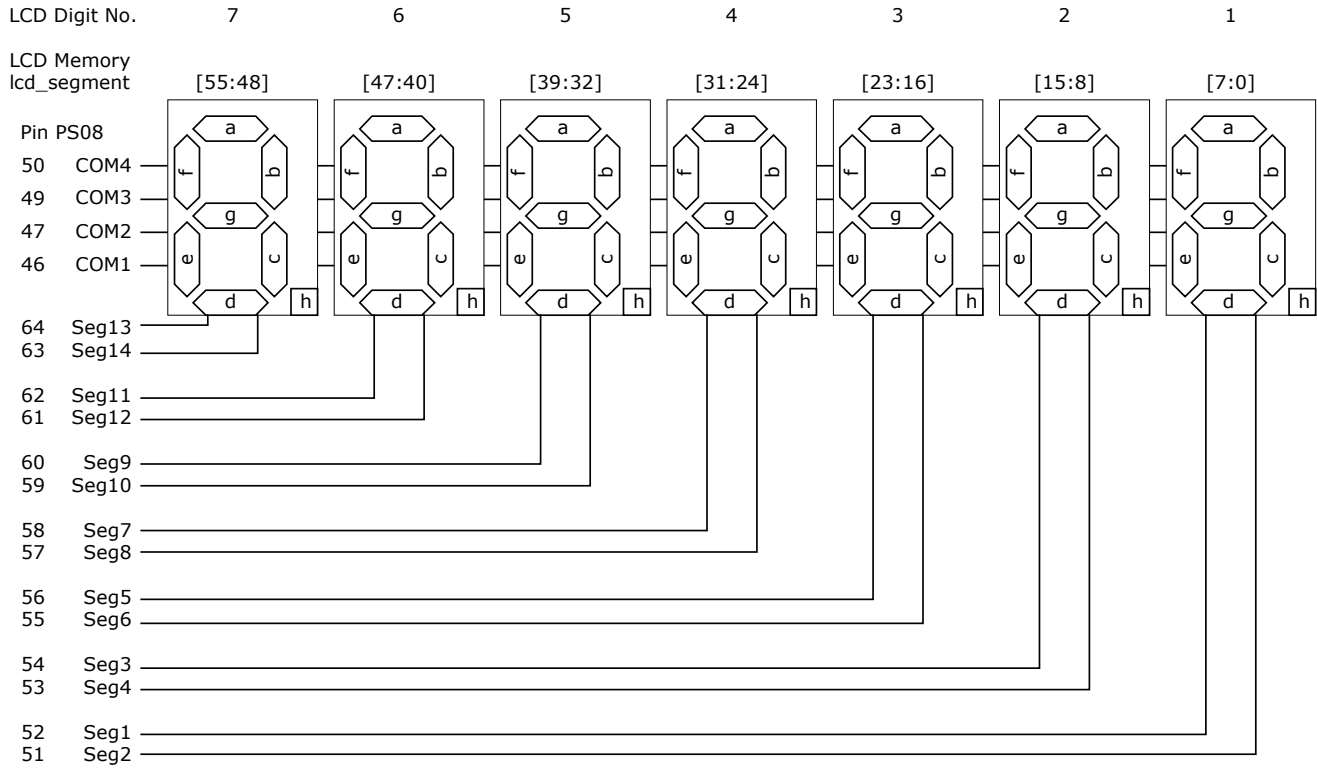 LCD Digit No. 7 6 5 4 3 2 1
LCD Memory
lcd_segment [55:48] [47:40] [39:32] [31:24] [23:16] [15:8] [7:0]
Pin PS08
a a a a a a a
50 COM4
f b f b f b f b f b f b f b
49 COM3
g g g g g g g
47 COM2
46 COM1
e c e c e c e c e c e c e c
d h d h d h d h d h d h d h
64 Seg13
63 Seg14
62 Seg11
61 Seg12
60 Seg9
59 Seg10
58 Seg7
57 Seg8
56 Seg5
55 Seg6
54 Seg3
53 Seg4
52 Seg1
51 Seg2